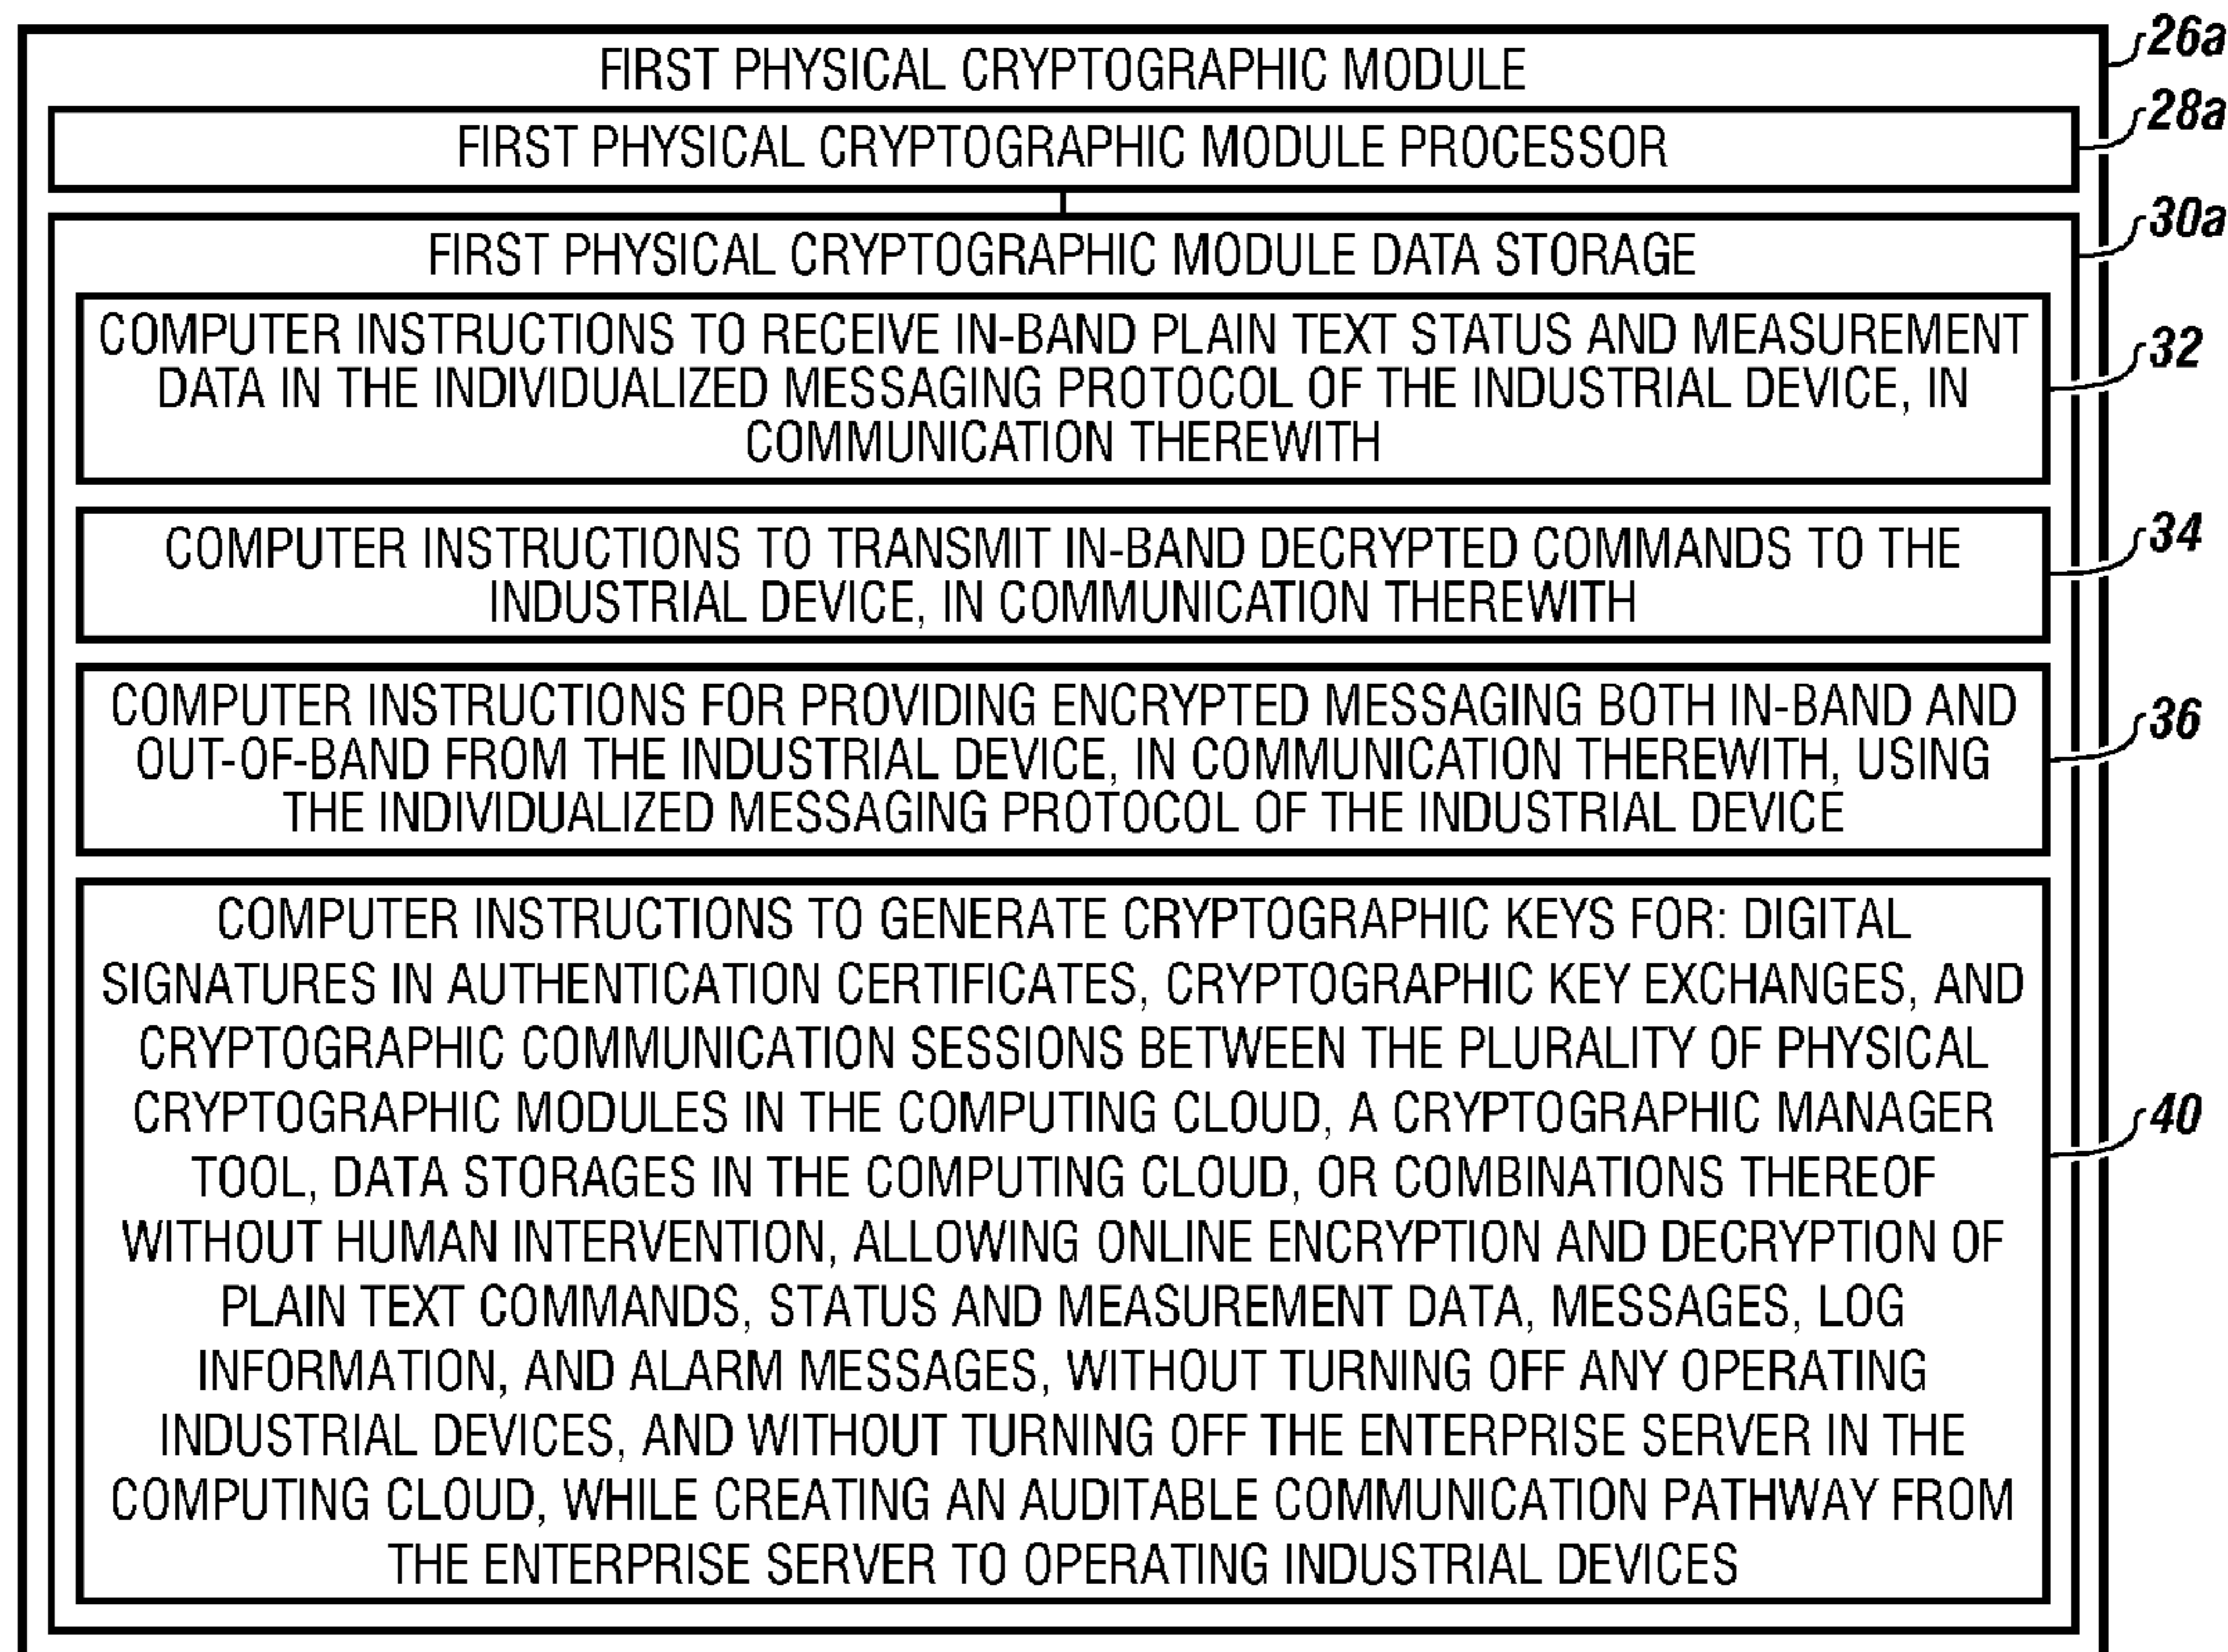 FIRST PHYSICAL CRYPTOGRAPHIC MODULE
26a
FIRST PHYSICAL CRYPTOGRAPHIC MODULE PROCESSOR
28a
FIRST PHYSICAL CRYPTOGRAPHIC MODULE DATA STORAGE
30a
COMPUTER INSTRUCTIONS TO RECEIVE IN-BAND PLAIN TEXT STATUS AND MEASUREMENT
DATA IN THE INDIVIDUALIZED MESSAGING PROTOCOL OF THE INDUSTRIAL DEVICE, IN
COMMUNICATION THEREWITH
32
COMPUTER INSTRUCTIONS TO TRANSMIT IN-BAND DECRYPTED COMMANDS TO THE
INDUSTRIAL DEVICE, IN COMMUNICATION THEREWITH
34
COMPUTER INSTRUCTIONS FOR PROVIDING ENCRYPTED MESSAGING BOTH IN-BAND AND
OUT-OF-BAND FROM THE INDUSTRIAL DEVICE, IN COMMUNICATION THEREWITH, USING
THE INDIVIDUALIZED MESSAGING PROTOCOL OF THE INDUSTRIAL DEVICE
36
COMPUTER INSTRUCTIONS TO GENERATE CRYPTOGRAPHIC KEYS FOR: DIGITAL
SIGNATURES IN AUTHENTICATION CERTIFICATES, CRYPTOGRAPHIC KEY EXCHANGES, AND
CRYPTOGRAPHIC COMMUNICATION SESSIONS BETWEEN THE PLURALITY OF PHYSICAL
CRYPTOGRAPHIC MODULES IN THE COMPUTING CLOUD, A CRYPTOGRAPHIC MANAGER
TOOL, DATA STORAGES IN THE COMPUTING CLOUD, OR COMBINATIONS THEREOF
WITHOUT HUMAN INTERVENTION, ALLOWING ONLINE ENCRYPTION AND DECRYPTION OF
PLAIN TEXT COMMANDS, STATUS AND MEASUREMENT DATA, MESSAGES, LOG
INFORMATION, AND ALARM MESSAGES, WITHOUT TURNING OFF ANY OPERATING
INDUSTRIAL DEVICES, AND WITHOUT TURNING OFF THE ENTERPRISE SERVER IN THE
COMPUTING CLOUD, WHILE CREATING AN AUDITABLE COMMUNICATION PATHWAY FROM
THE ENTERPRISE SERVER TO OPERATING INDUSTRIAL DEVICES
40